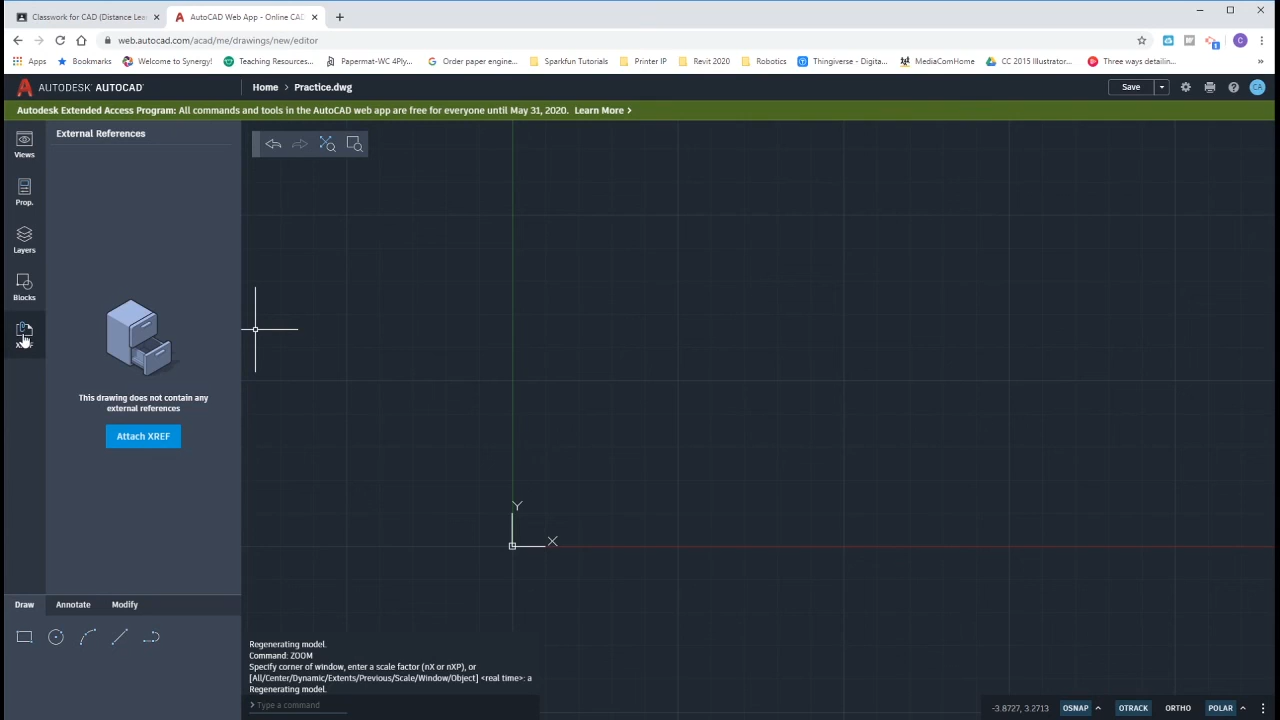 Classwork for CAD (Distance Lea
AutoCAD Web App - Online CAD
web.autocad.com/acad/me/drawings/new/editor
Apps
Bookmarks
Welcome to Synergy!
Teaching Resources...
Papermat-WC 4Ply...
Order paper engine...
Sparkfun Tutorials
Printer IP
Revit 2020
Robotics
Thingiverse - Digita...
MediaComHome
CC 2015 Illustrator...
Three ways detailin...
AUTODESK AUTOCAD
Home > Practice.dwg
Save
CA
Autodesk Extended Access Program: All commands and tools in the AutoCAD web app are free for everyone until May 31, 2020. Learn More >
Views
Prop.
Layers
Blocks
External References
This drawing does not contain any
external references
Attach XREF
Y
X
Draw
Annotate
Modify
Regenerating model.
Command: ZOOM
Specify corner of window, enter a scale factor (nX or nXP), or
[All/Center/Dynamic/Extents/Previous/Scale/Window/Object] <real time>: a
Regenerating model.
Type a command
-3.8727, 3.2713
OSNAP
OTRACK
ORTHO
POLAR